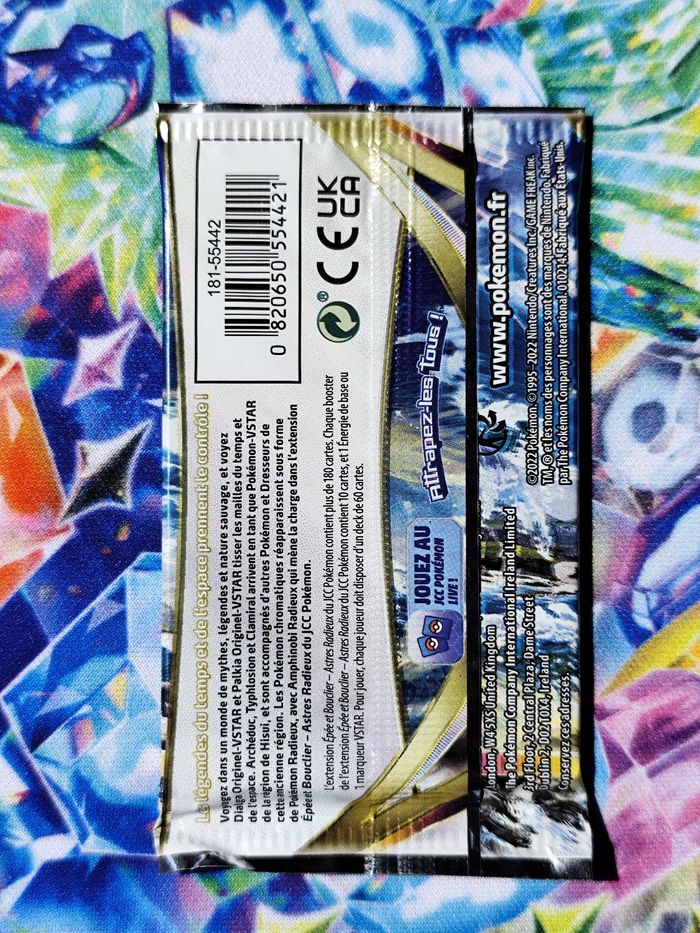 Les légendes du temps et de l'espace prennent le contrôle !
Voyagez dans un monde de mythes, légendes et nature sauvage, et voyez
Dialga Originel-VSTAR et Palkia Originel-VSTAR tisser les mailles du temps et
de l'espace. Archéduc, Typhlosion et Clamiral arrivent en tant que Pokémon-VSTAR
de la région de Hisui, et sont accompagnés d'autres Pokémon et Dresseurs de
cette ancienne région. Les Pokémon chromatiques réapparaissent sous forme
de Pokémon Radieux, avec Amphinobi Radieux qui mène la charge dans l'extension
Épée et Bouclier – Astres Radieux du JCC Pokémon.
L'extension Épée et Bouclier – Astres Radieux du JCC Pokémon contient plus de 180 cartes. Chaque booster
de l'extension Épée et Bouclier – Astres Radieux du JCC Pokémon contient 10 cartes, et 1 Énergie de base ou
1 marqueur VSTAR. Pour jouer, chaque joueur doit disposer d'un deck de 60 cartes.
181-55442
0 820650 554421
CE UK
CA
JOUEZ AU
JCC POKÉMON
LIVE !
Attrapez-les Tous !
www.pokemon.fr
London, W4 5XS United Kingdom
The Pokémon Company International Ireland Limited
3rd Floor, 2 Central Plaza, Dame Street
Dublin 2, D02 T0X4, Ireland
Conservez ces adresses.
©2022 Pokémon. ©1995–2022 Nintendo/Creatures Inc./GAME FREAK inc.
TM, ® et les noms des personnages sont des marques de Nintendo. Fabriqué
par the Pokémon Company International. 010214. Fabriqué aux États-Unis.